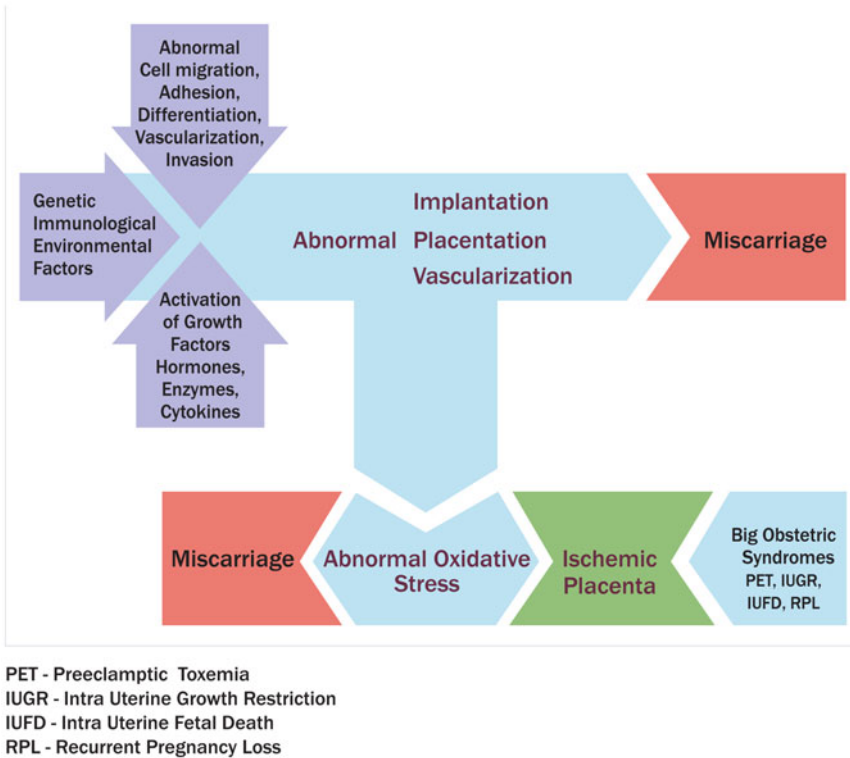 Abnormal
Cell migration,
Adhesion,
Differentiation,
Vascularization,
Invasion
Genetic
Immunological
Environmental
Factors
Activation
of Growth
Factors
Hormones,
Enzymes,
Cytokines
Implantation
Abnormal Placentation
Vascularization
Miscarriage
Miscarriage
Abnormal Oxidative
Stress
Ischemic
Placenta
Big Obstetric
Syndromes
PET, IUGR,
IUFD, RPL
PET - Preeclamptic Toxemia
IUGR - Intra Uterine Growth Restriction
IUFD - Intra Uterine Fetal Death
RPL - Recurrent Pregnancy Loss